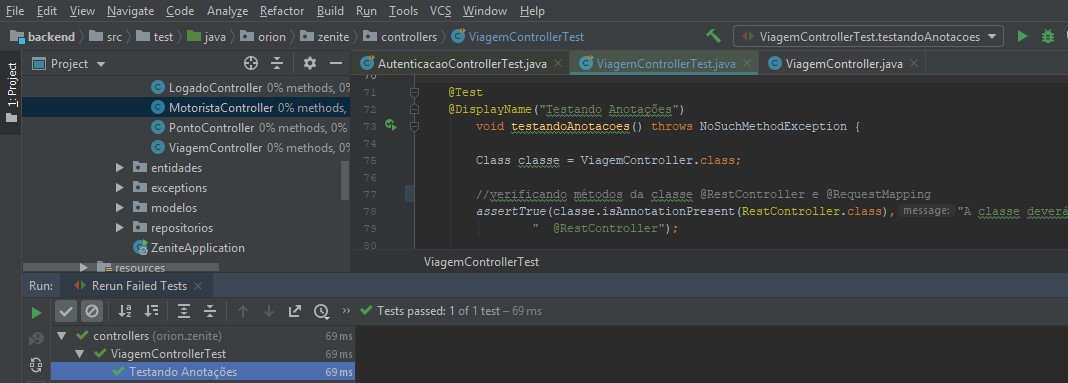 File Edit View Navigate Code Analyze Refactor Build Run Tools VCS Window Help
backend src test java orion zenite controllers ViagemControllerTest ViagemControllerTest.testandoAnotacoes
1: Project
Project
AutenticacaoControllerTest.java ViagemControllerTest.java ViagemController.java
LogadoController 0% methods, 0%
MotoristaController 0% methods,
PontoController 0% methods, 0%
ViagemController 0% methods, 0%
entidades
exceptions
modelos
repositorios
ZeniteApplication
resources
70
71 @Test
72 @DisplayName("Testando Anotações")
73 void testandoAnotacoes() throws NoSuchMethodException {
74
75 Class classe = ViagemController.class;
76
77 //verificando métodos da classe @RestController e @RequestMapping
78 assertTrue(classe.isAnnotationPresent(RestController.class), message: "A classe deverá
79 " @RestController");
80
ViagemControllerTest
Run: Rerun Failed Tests
Tests passed: 1 of 1 test – 69 ms
controllers (orion.zenite) 69 ms
ViagemControllerTest 69 ms
Testando Anotações 69 ms